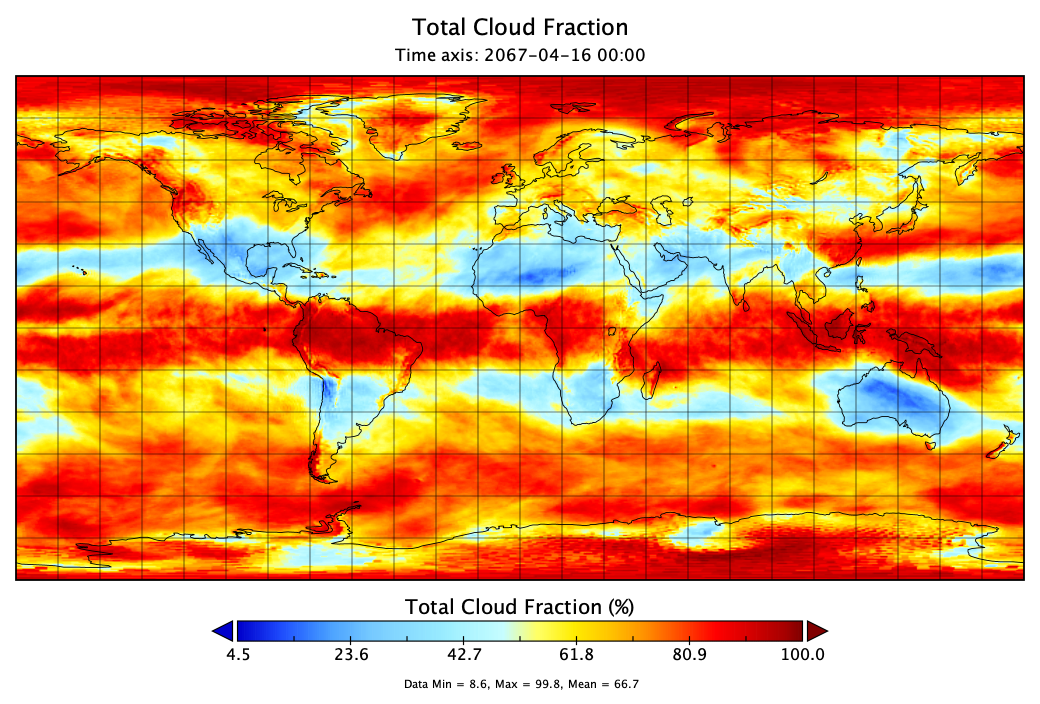 Total Cloud Fraction
Time axis: 2067-04-16 00:00
Total Cloud Fraction (%)
4.5 23.6 42.7 61.8 80.9 100.0
Data Min = 8.6, Max = 99.8, Mean = 66.7